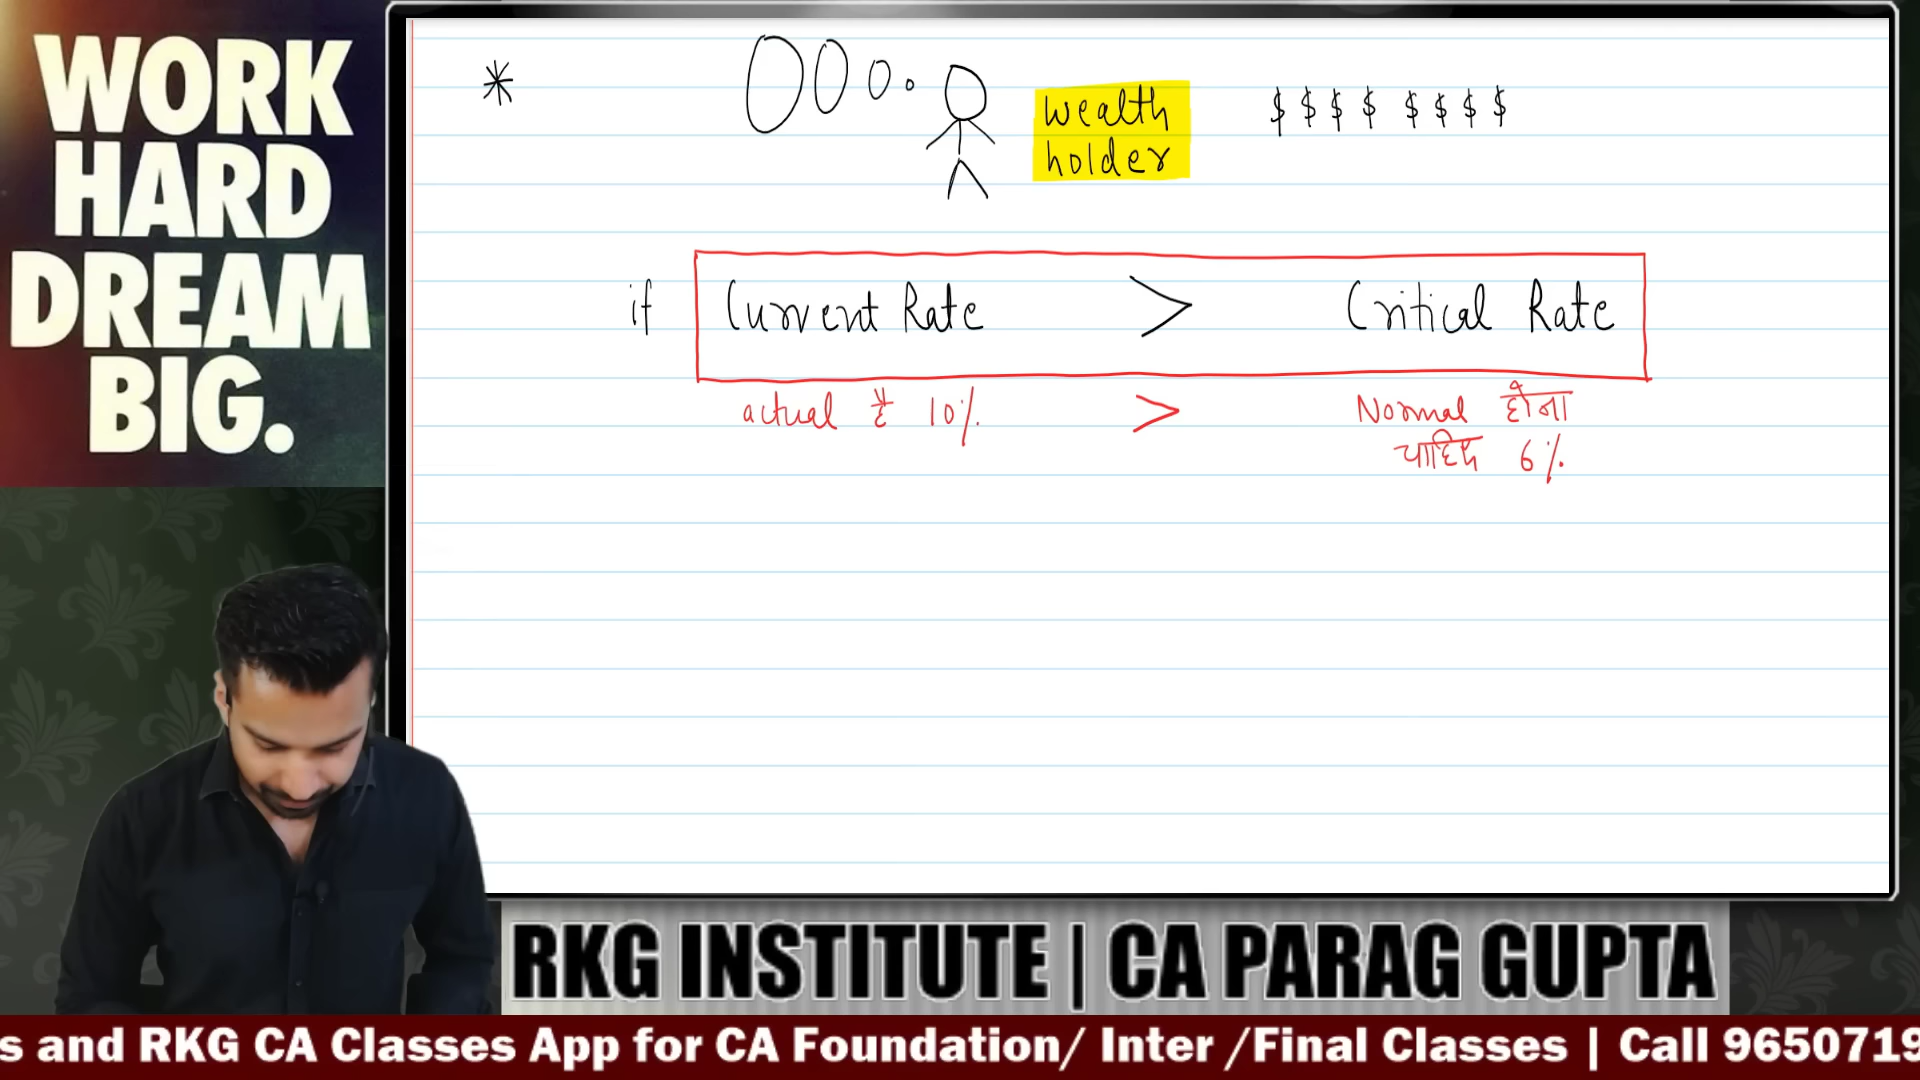 WORK
HARD
DREAM
BIG.
*
wealth
holder
$ $ $ $ $ $ $ $
if Current Rate > Critical Rate
actual है 10% > Normal होना
चाहिए 6%
RKG INSTITUTE | CA PARAG GUPTA
s and RKG CA Classes App for CA Foundation/ Inter /Final Classes | Call 9650719